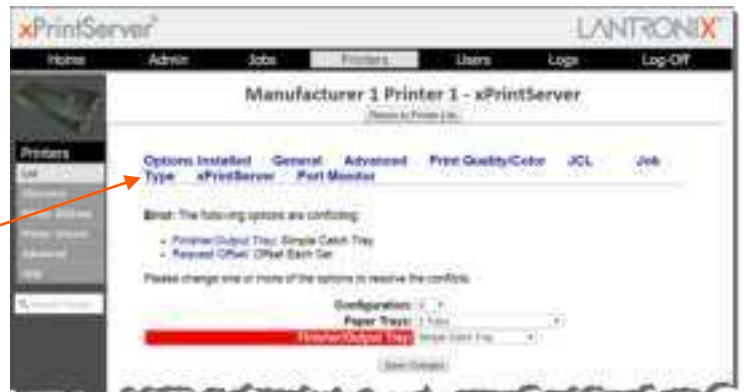 xPrintServer®
LANTRONIX
Home Admin Jobs Printers Users Logs Log-Off
Manufacturer 1 Printer 1 - xPrintServer
Return to Printer List
Printers
List
Advanced
Help
Options Installed General Advanced Print Quality/Color JCL Job
Type xPrintServer Port Monitor
Error: The following options are conflicting:
Finisher/Output Tray: Simple Catch Tray
Request Offset: Offset Each Set
Please change one or more of the options to resolve the conflicts.
Configuration:
Paper Trays: Trays
Finisher/Output Tray: Simple Catch Tray
Save Changes